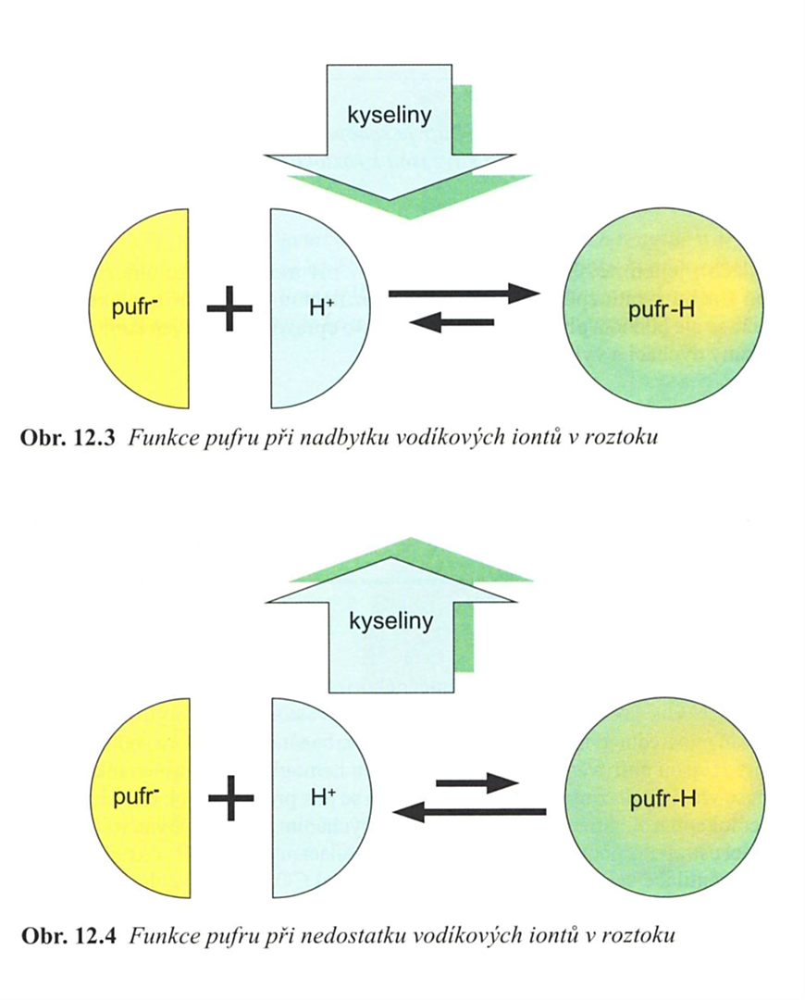 kyseliny
pufr- + H+ pufr-H
Obr. 12.3 Funkce pufru při nadbytku vodíkových iontů v roztoku
kyseliny
pufr- + H+ pufr-H
Obr. 12.4 Funkce pufru při nedostatku vodíkových iontů v roztoku